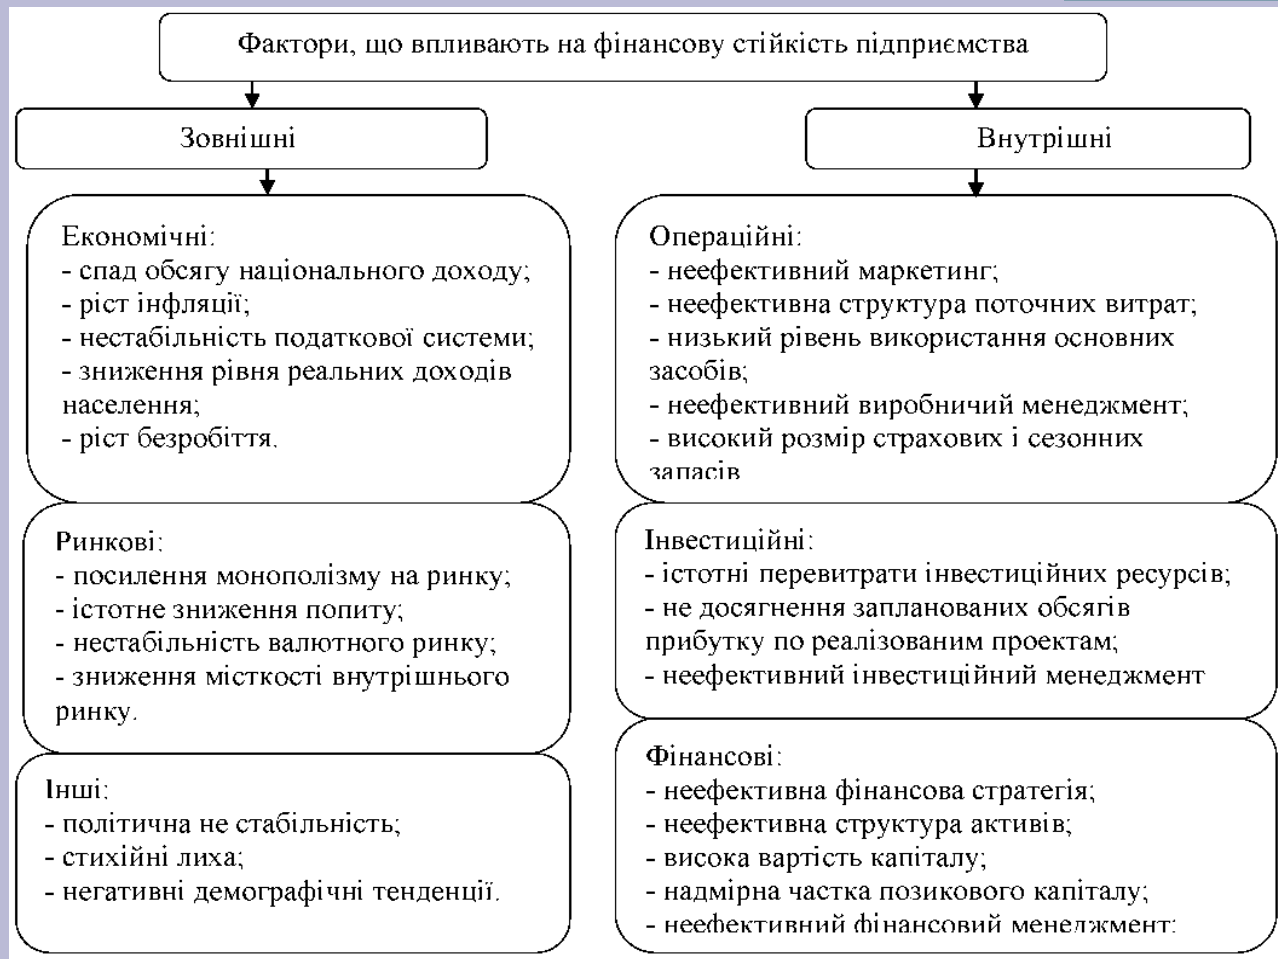 Фактори, що впливають на фінансову стійкість підприємства
Зовнішні
Економічні:
- спад обсягу національного доходу;
- ріст інфляції;
- нестабільність податкової системи;
- зниження рівня реальних доходів
населення;
- ріст безробіття.
Ринкові:
- посилення монополізму на ринку;
- істотне зниження попиту;
- нестабільність валютного ринку;
- зниження місткості внутрішнього
ринку.
Інші:
- політична не стабільність;
- стихійні лиха;
- негативні демографічні тенденції.
Внутрішні
Операційні:
- неефективний маркетинг;
- неефективна структура поточних витрат;
- низький рівень використання основних
засобів;
- неефективний виробничий менеджмент;
- високий розмір страхових і сезонних
запасів
Інвестиційні:
- істотні перевитрати інвестиційних ресурсів;
- не досягнення запланованих обсягів
прибутку по реалізованим проектам;
- неефективний інвестиційний менеджмент
Фінансові:
- неефективна фінансова стратегія;
- неефективна структура активів;
- висока вартість капіталу;
- надмірна частка позикового капіталу;
- неефективний фінансовий менеджмент;